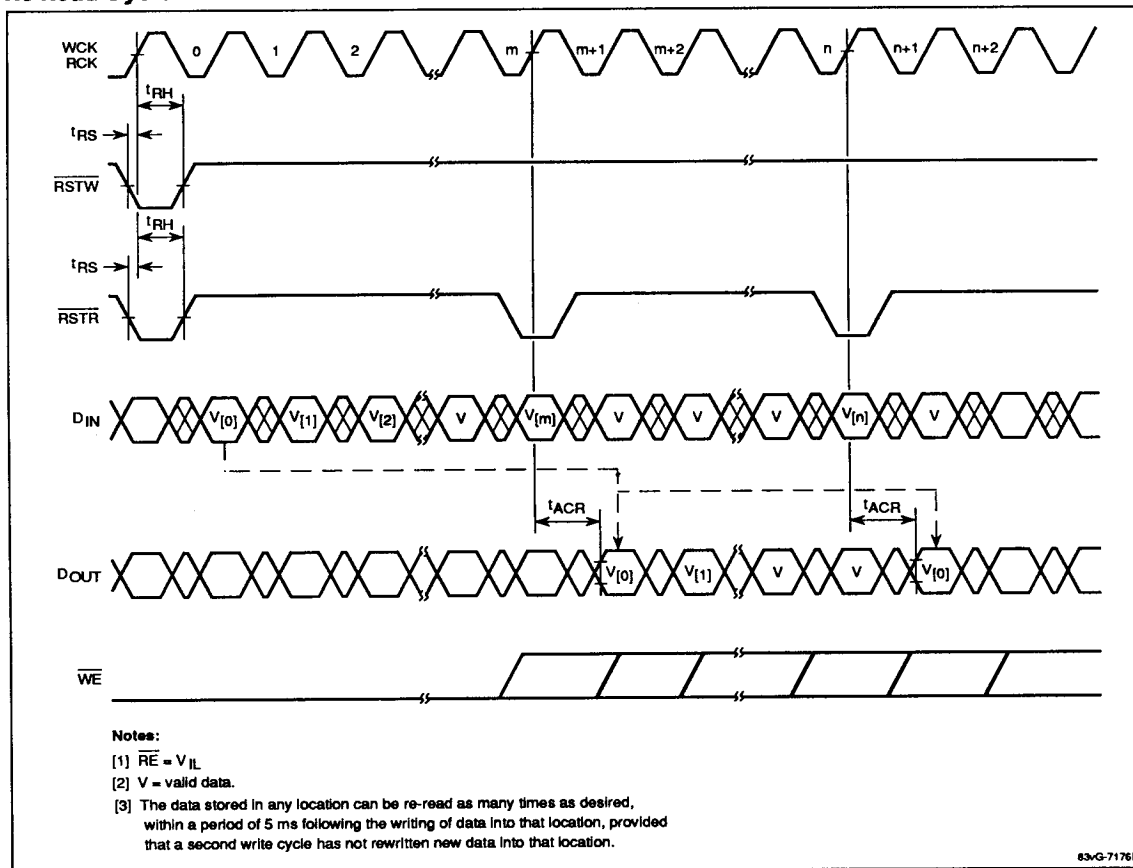 Re-Read Cycle
WCK
RCK
0 1 2 m m+1 m+2 n n+1 n+2
tRH
tRS
RSTW
tRH
tRS
RSTR
DIN
V[0] V[1] V[2] V V[m] V V V V[n] V
tACR tACR
DOUT
V[0] V[1] V V V[0]
WE
Notes:
[1] RE = VIL
[2] V = valid data.
[3] The data stored in any location can be re-read as many times as desired,
within a period of 5 ms following the writing of data into that location, provided
that a second write cycle has not rewritten new data into that location.